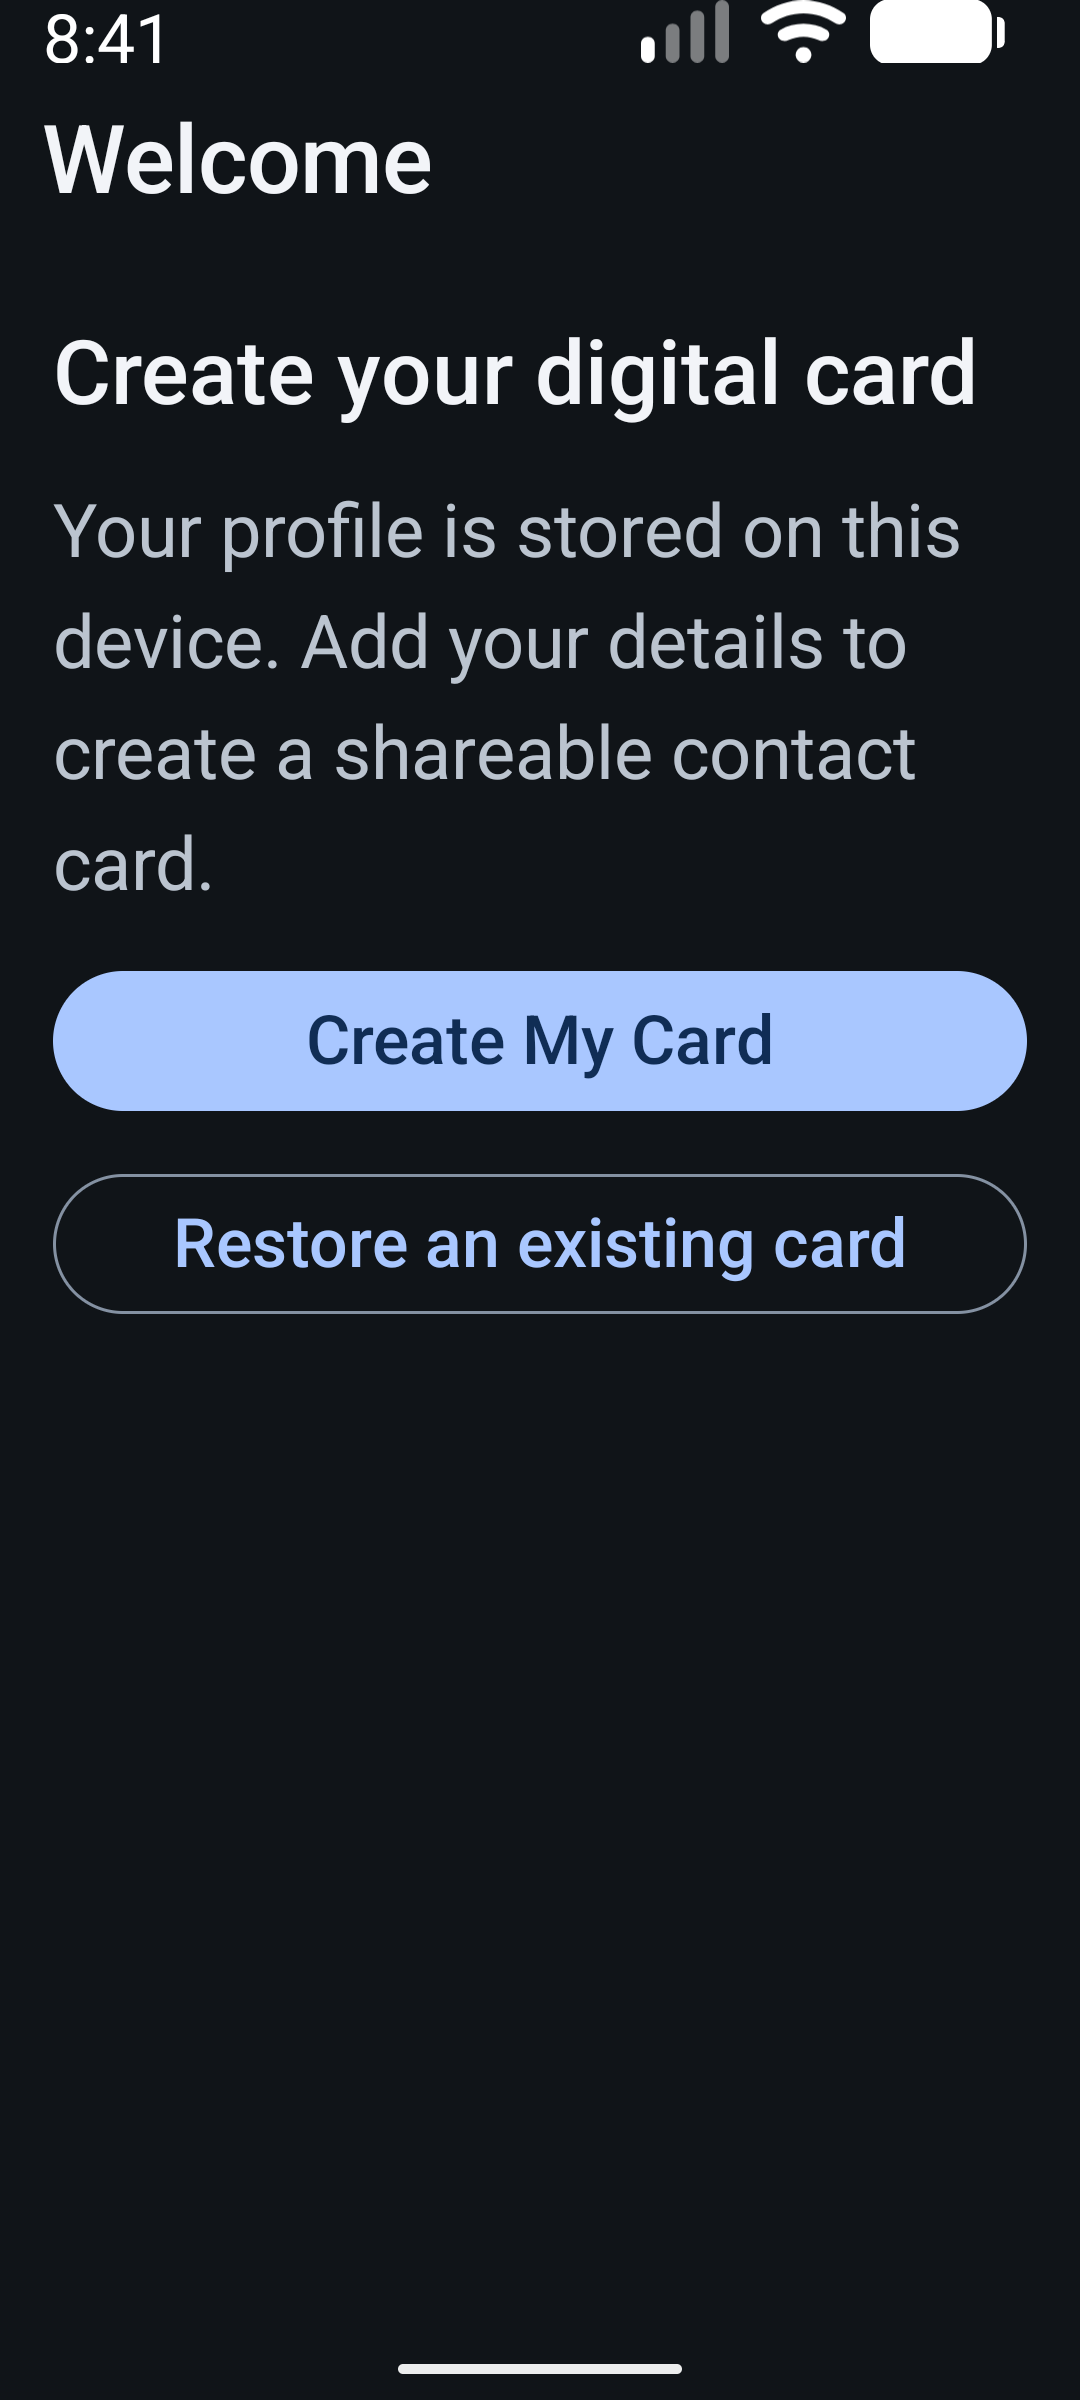 8:41
Welcome
Create your digital card
Your profile is stored on this
device. Add your details to
create a shareable contact
card.
Create My Card
Restore an existing card